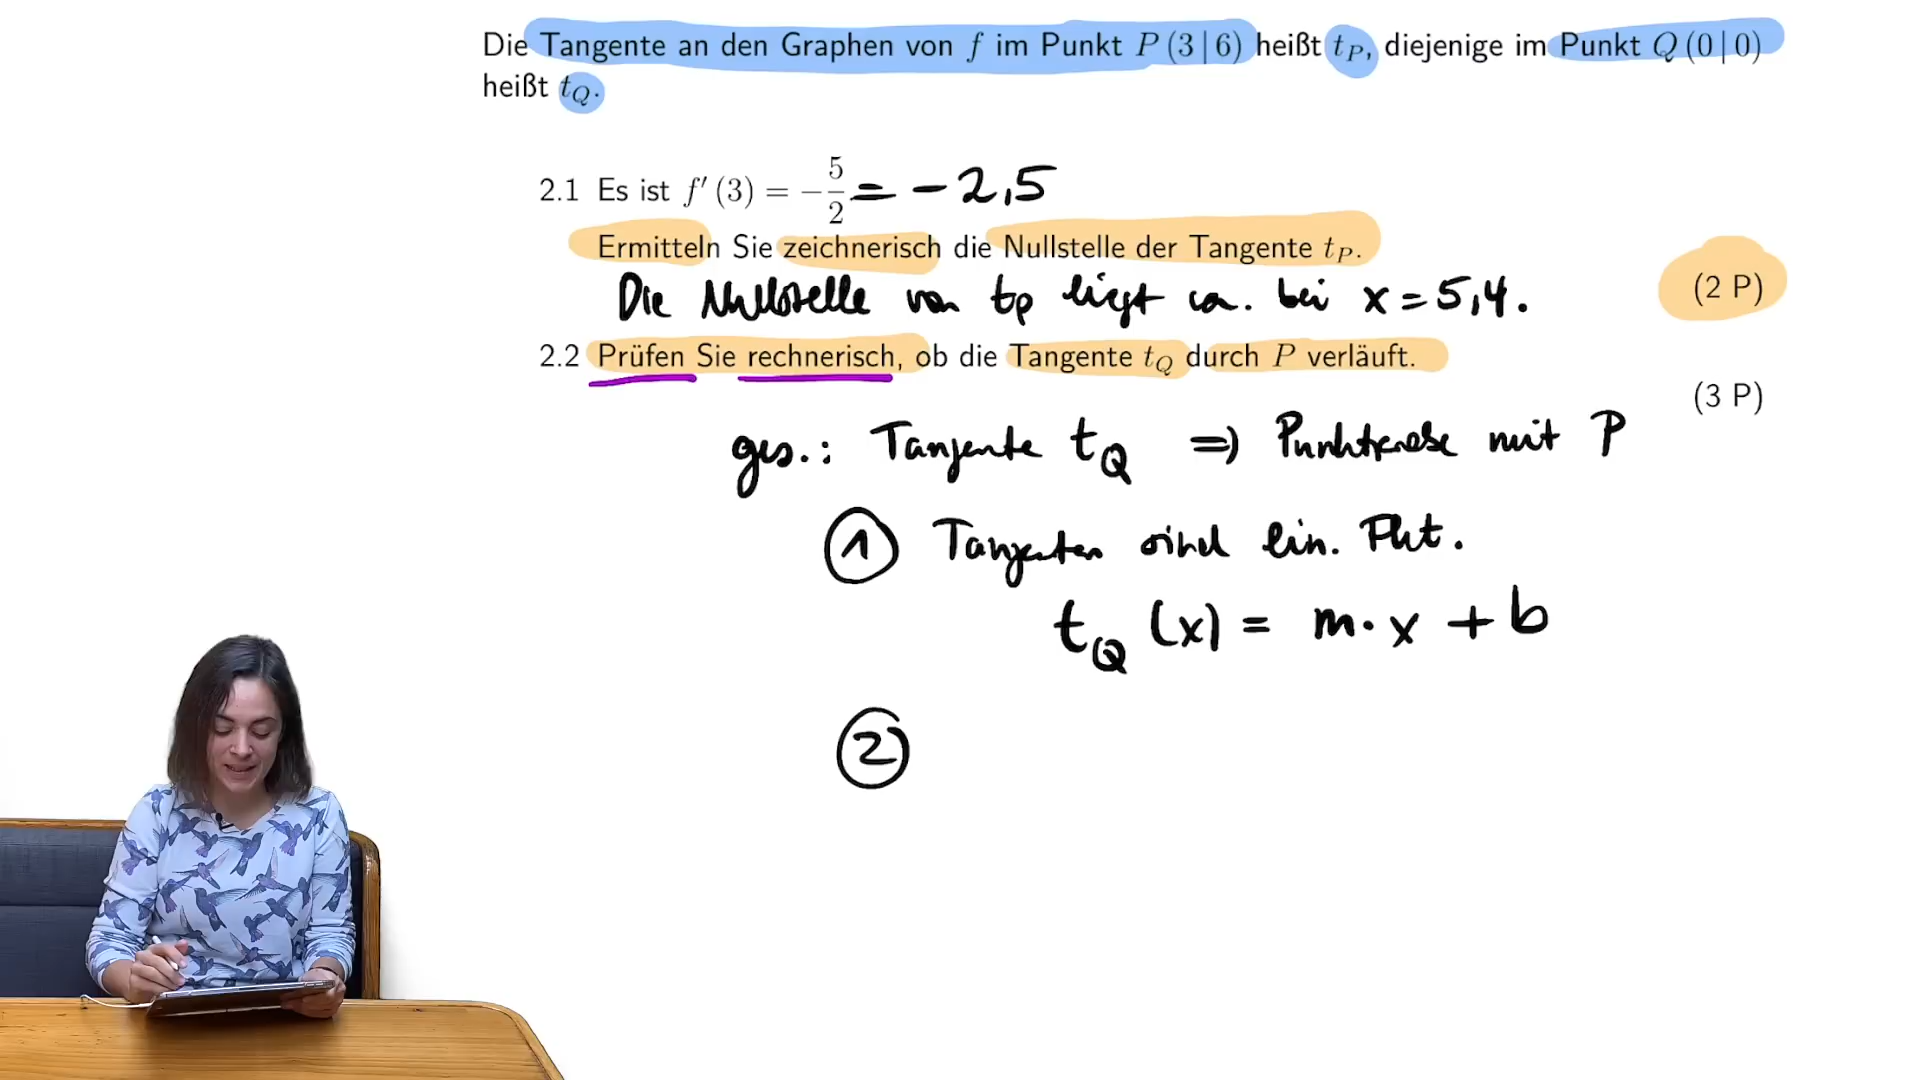 Die Tangente an den Graphen von f im Punkt P (3 | 6) heißt t_P, diejenige im Punkt Q (0 | 0)
heißt t_Q.
2.1 Es ist f′ (3) = −5/2 = −2,5
Ermitteln Sie zeichnerisch die Nullstelle der Tangente t_P.
(2 P)
Die Nullstelle von t_P liegt ca. bei x = 5,4.
2.2 Prüfen Sie rechnerisch, ob die Tangente t_Q durch P verläuft.
(3 P)
ges.: Tangente t_Q ⇒ Punktprobe mit P
① Tangenten sind lin. Fkt.
t_Q (x) = m · x + b
②